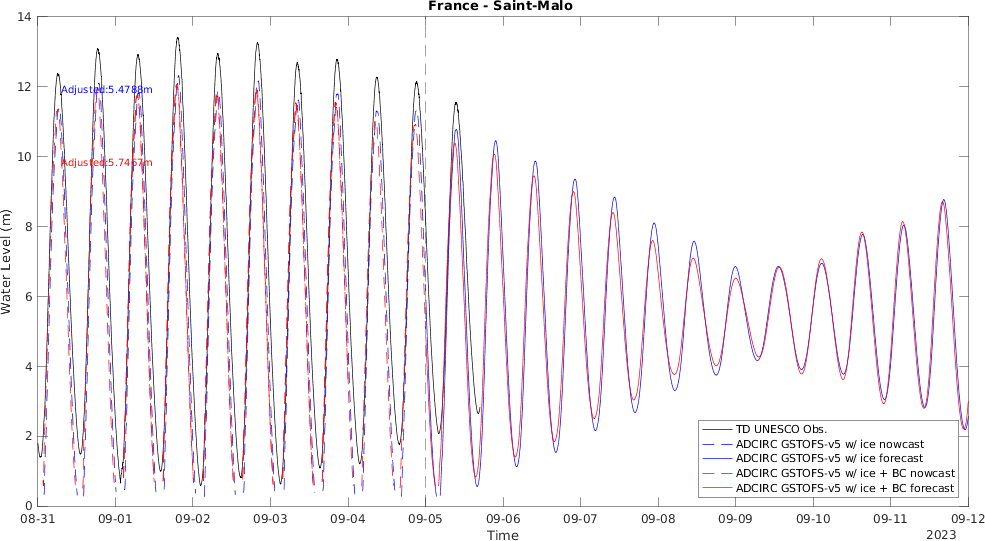 France - Saint-Malo
Water Level (m)
14
12
10
8
6
4
2
0
Adjusted:5.4788m
Adjusted:5.7467m
TD UNESCO Obs.
ADCIRC GSTOFS-v5 w/ ice nowcast
ADCIRC GSTOFS-v5 w/ ice forecast
ADCIRC GSTOFS-v5 w/ ice + BC nowcast
ADCIRC GSTOFS-v5 w/ ice + BC forecast
08-31 09-01 09-02 09-03 09-04 09-05 09-06 09-07 09-08 09-09 09-10 09-11 09-12
Time
2023